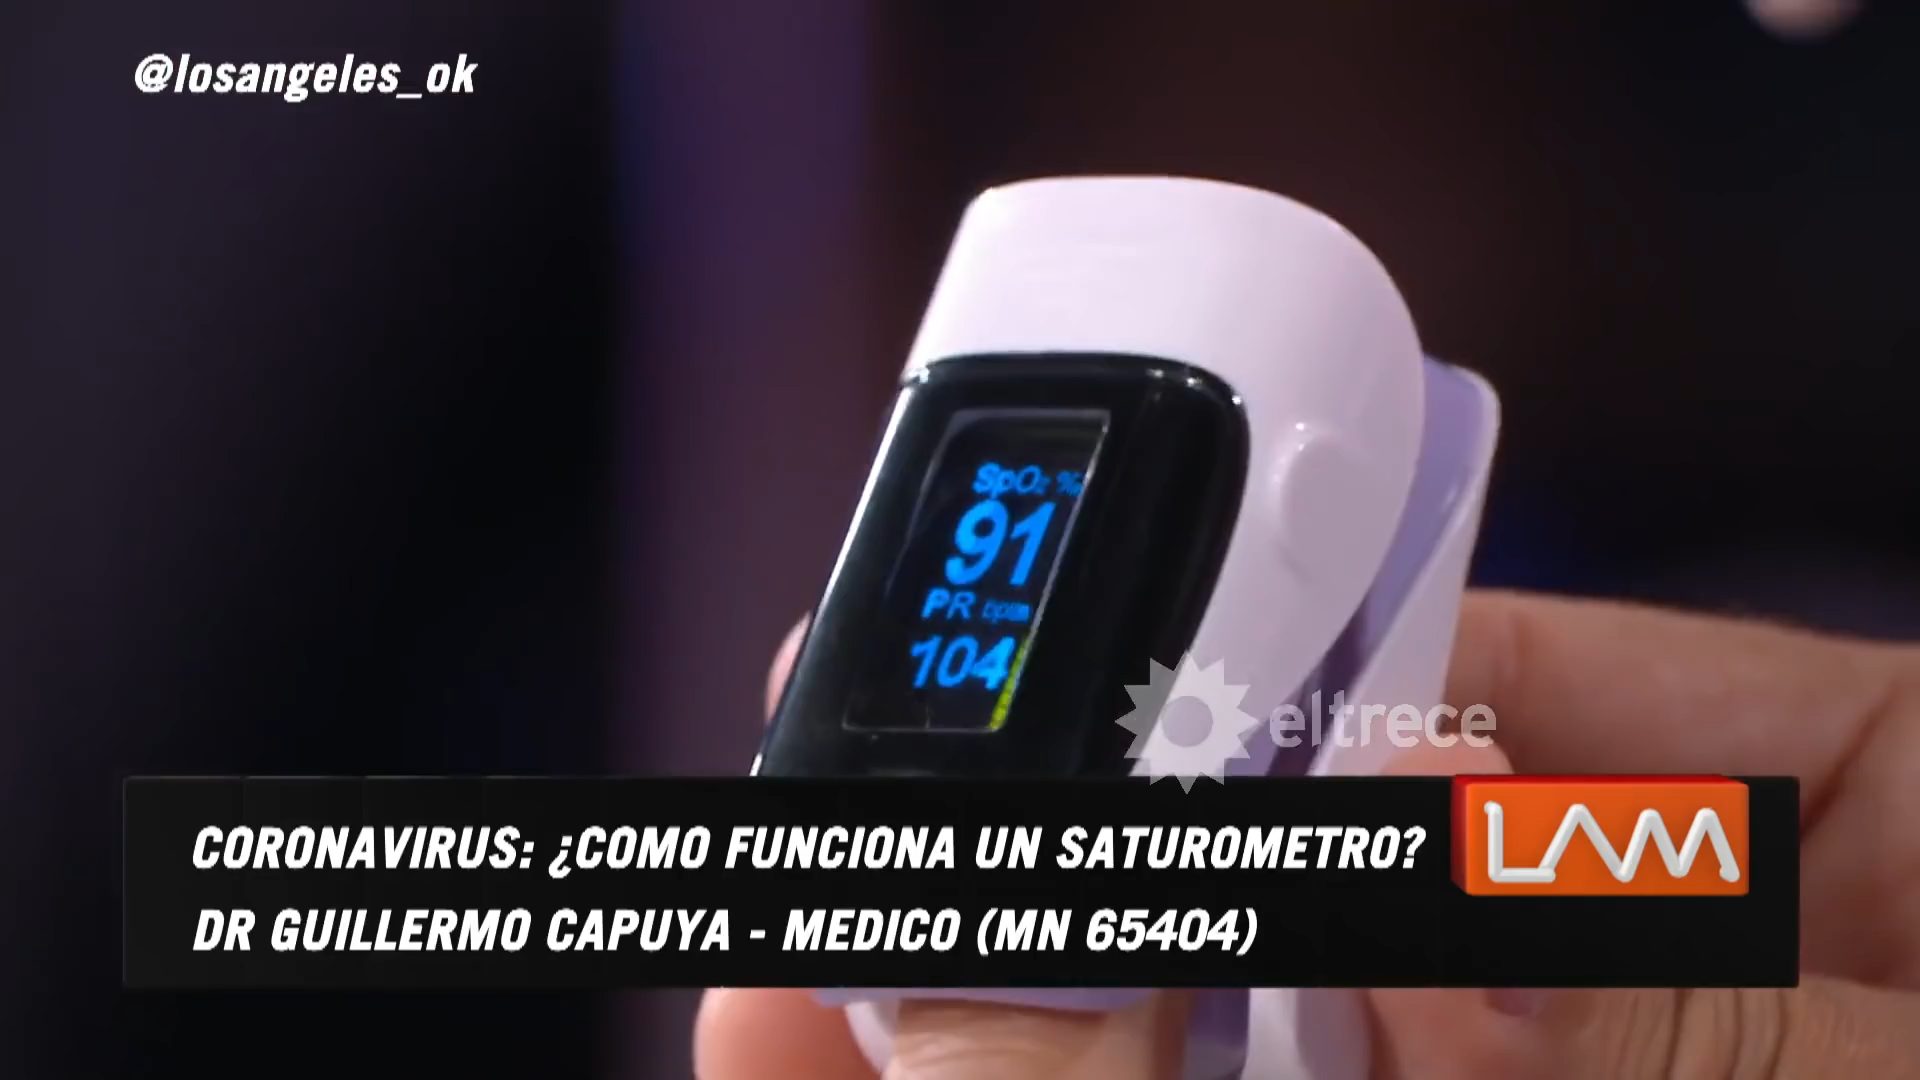 @losangeles_ok
SpO₂ %
91
PR bpm
104
eltrece
LAM
CORONAVIRUS: ¿COMO FUNCIONA UN SATUROMETRO?
DR GUILLERMO CAPUYA - MEDICO (MN 65404)